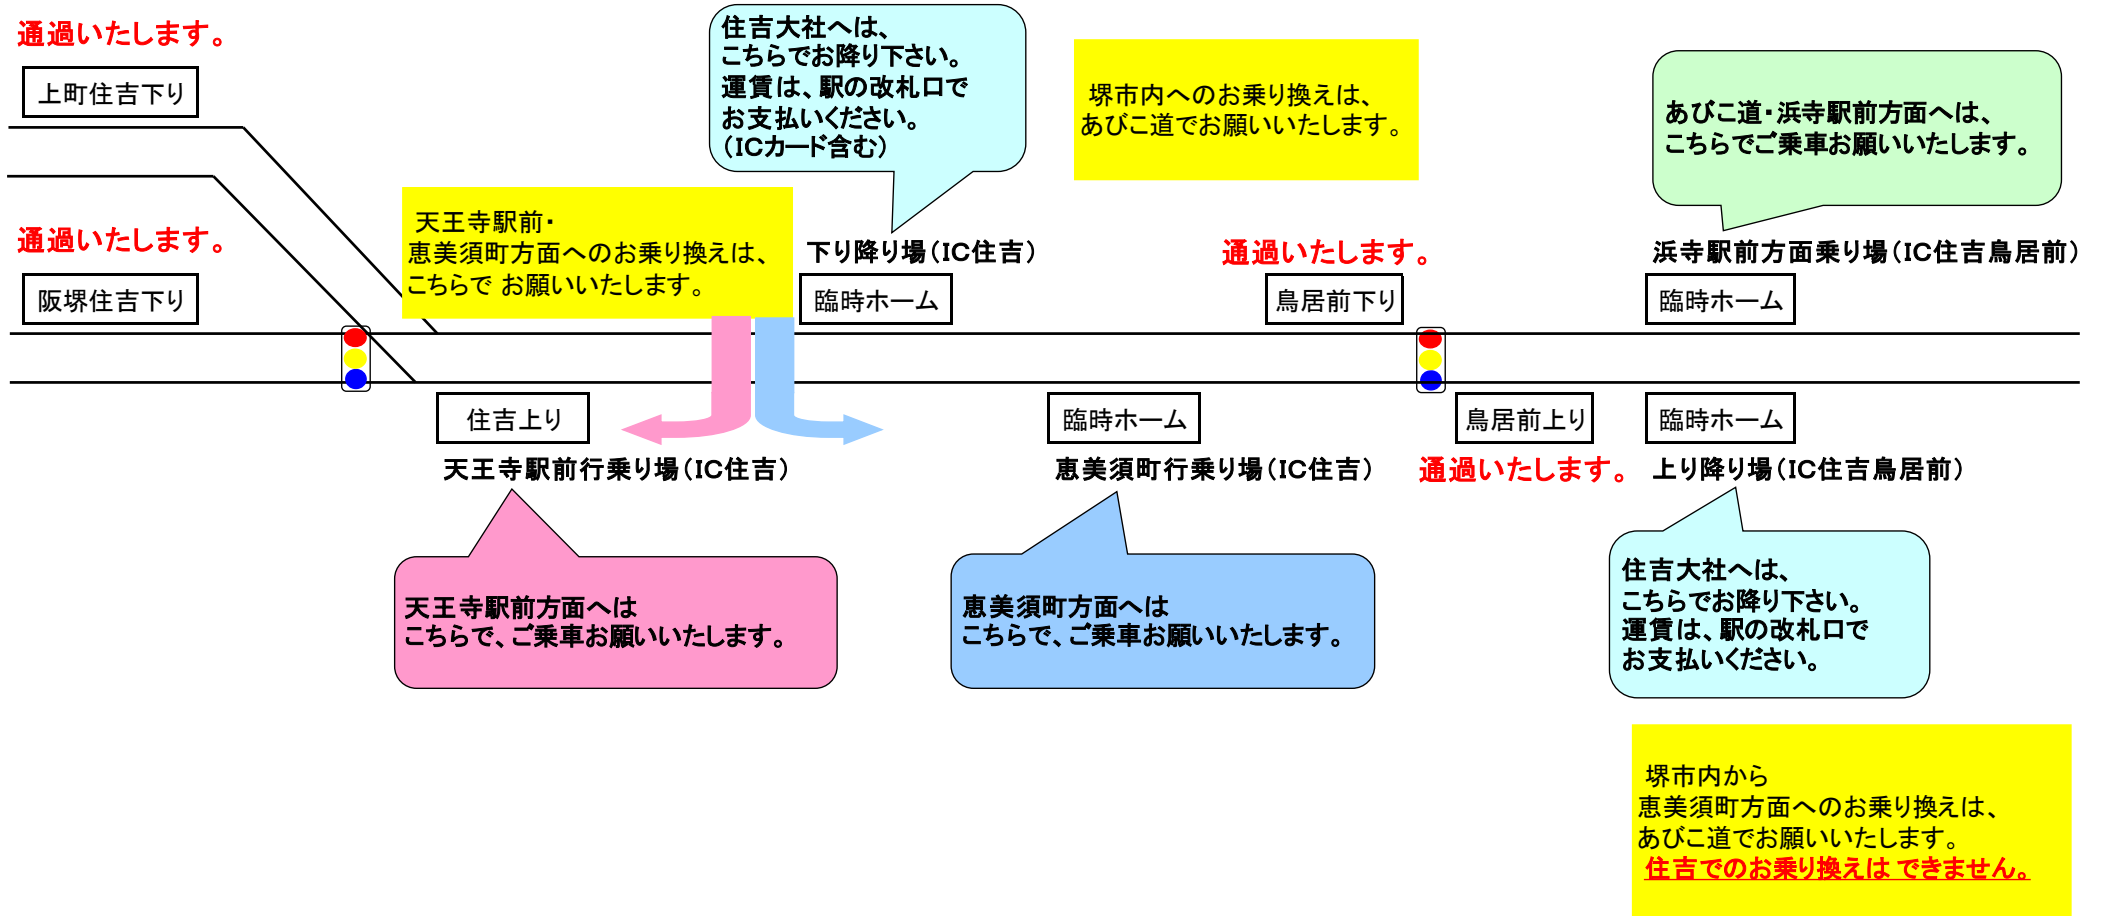 通過いたします。
上町住吉下り
住吉大社へは、
こちらでお降り下さい。
運賃は、駅の改札口で
お支払いください。
（ICカード含む）
堺市内へのお乗り換えは、
あびこ道でお願いいたします。
あびこ道・浜寺駅前方面へは、
こちらでご乗車お願いいたします。
通過いたします。
阪堺住吉下り
天王寺駅前・
恵美須町方面へのお乗り換えは、
こちらで お願いいたします。
下り降り場（IC住吉）
臨時ホーム
通過いたします。
鳥居前下り
浜寺駅前方面乗り場（IC住吉鳥居前）
臨時ホーム
住吉上り
天王寺駅前行乗り場（IC住吉）
臨時ホーム
恵美須町行乗り場（IC住吉）
鳥居前上り
通過いたします。
臨時ホーム
上り降り場（IC住吉鳥居前）
天王寺駅前方面へは
こちらで、ご乗車お願いいたします。
恵美須町方面へは
こちらで、ご乗車お願いいたします。
住吉大社へは、
こちらでお降り下さい。
運賃は、駅の改札口で
お支払いください。
堺市内から
恵美須町方面へのお乗り換えは、
あびこ道でお願いいたします。
住吉でのお乗り換えは できません。